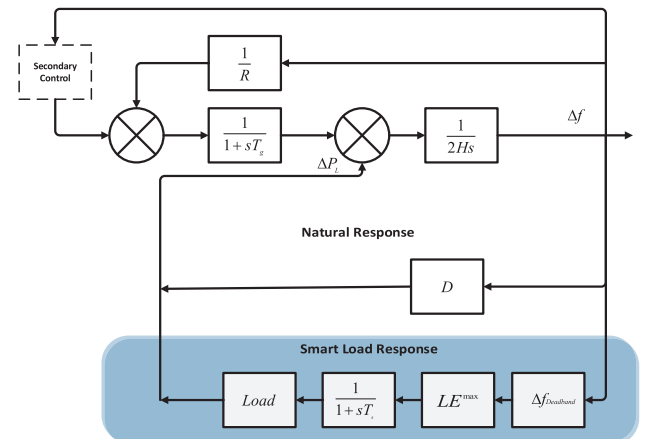 Secondary
Control
1
R
1
1 + sT_g
1
2Hs
Δf
ΔP_L
Natural Response
D
Smart Load Response
Load
1
1 + sT
LE^max
Δf_Deadband